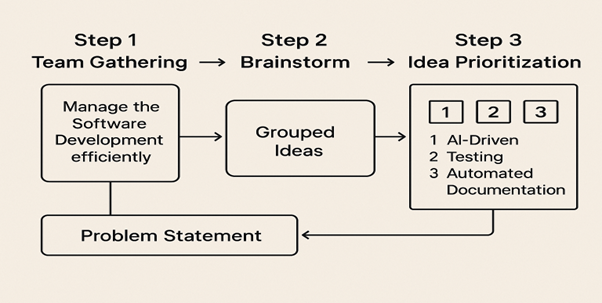 Step 1
Team Gathering
Step 2
Brainstorm
Step 3
Idea Prioritization
Manage the
Software
Development
efficiently
Grouped
Ideas
1 2 3
1 AI-Driven
2 Testing
3 Automated
Documentation
Problem Statement